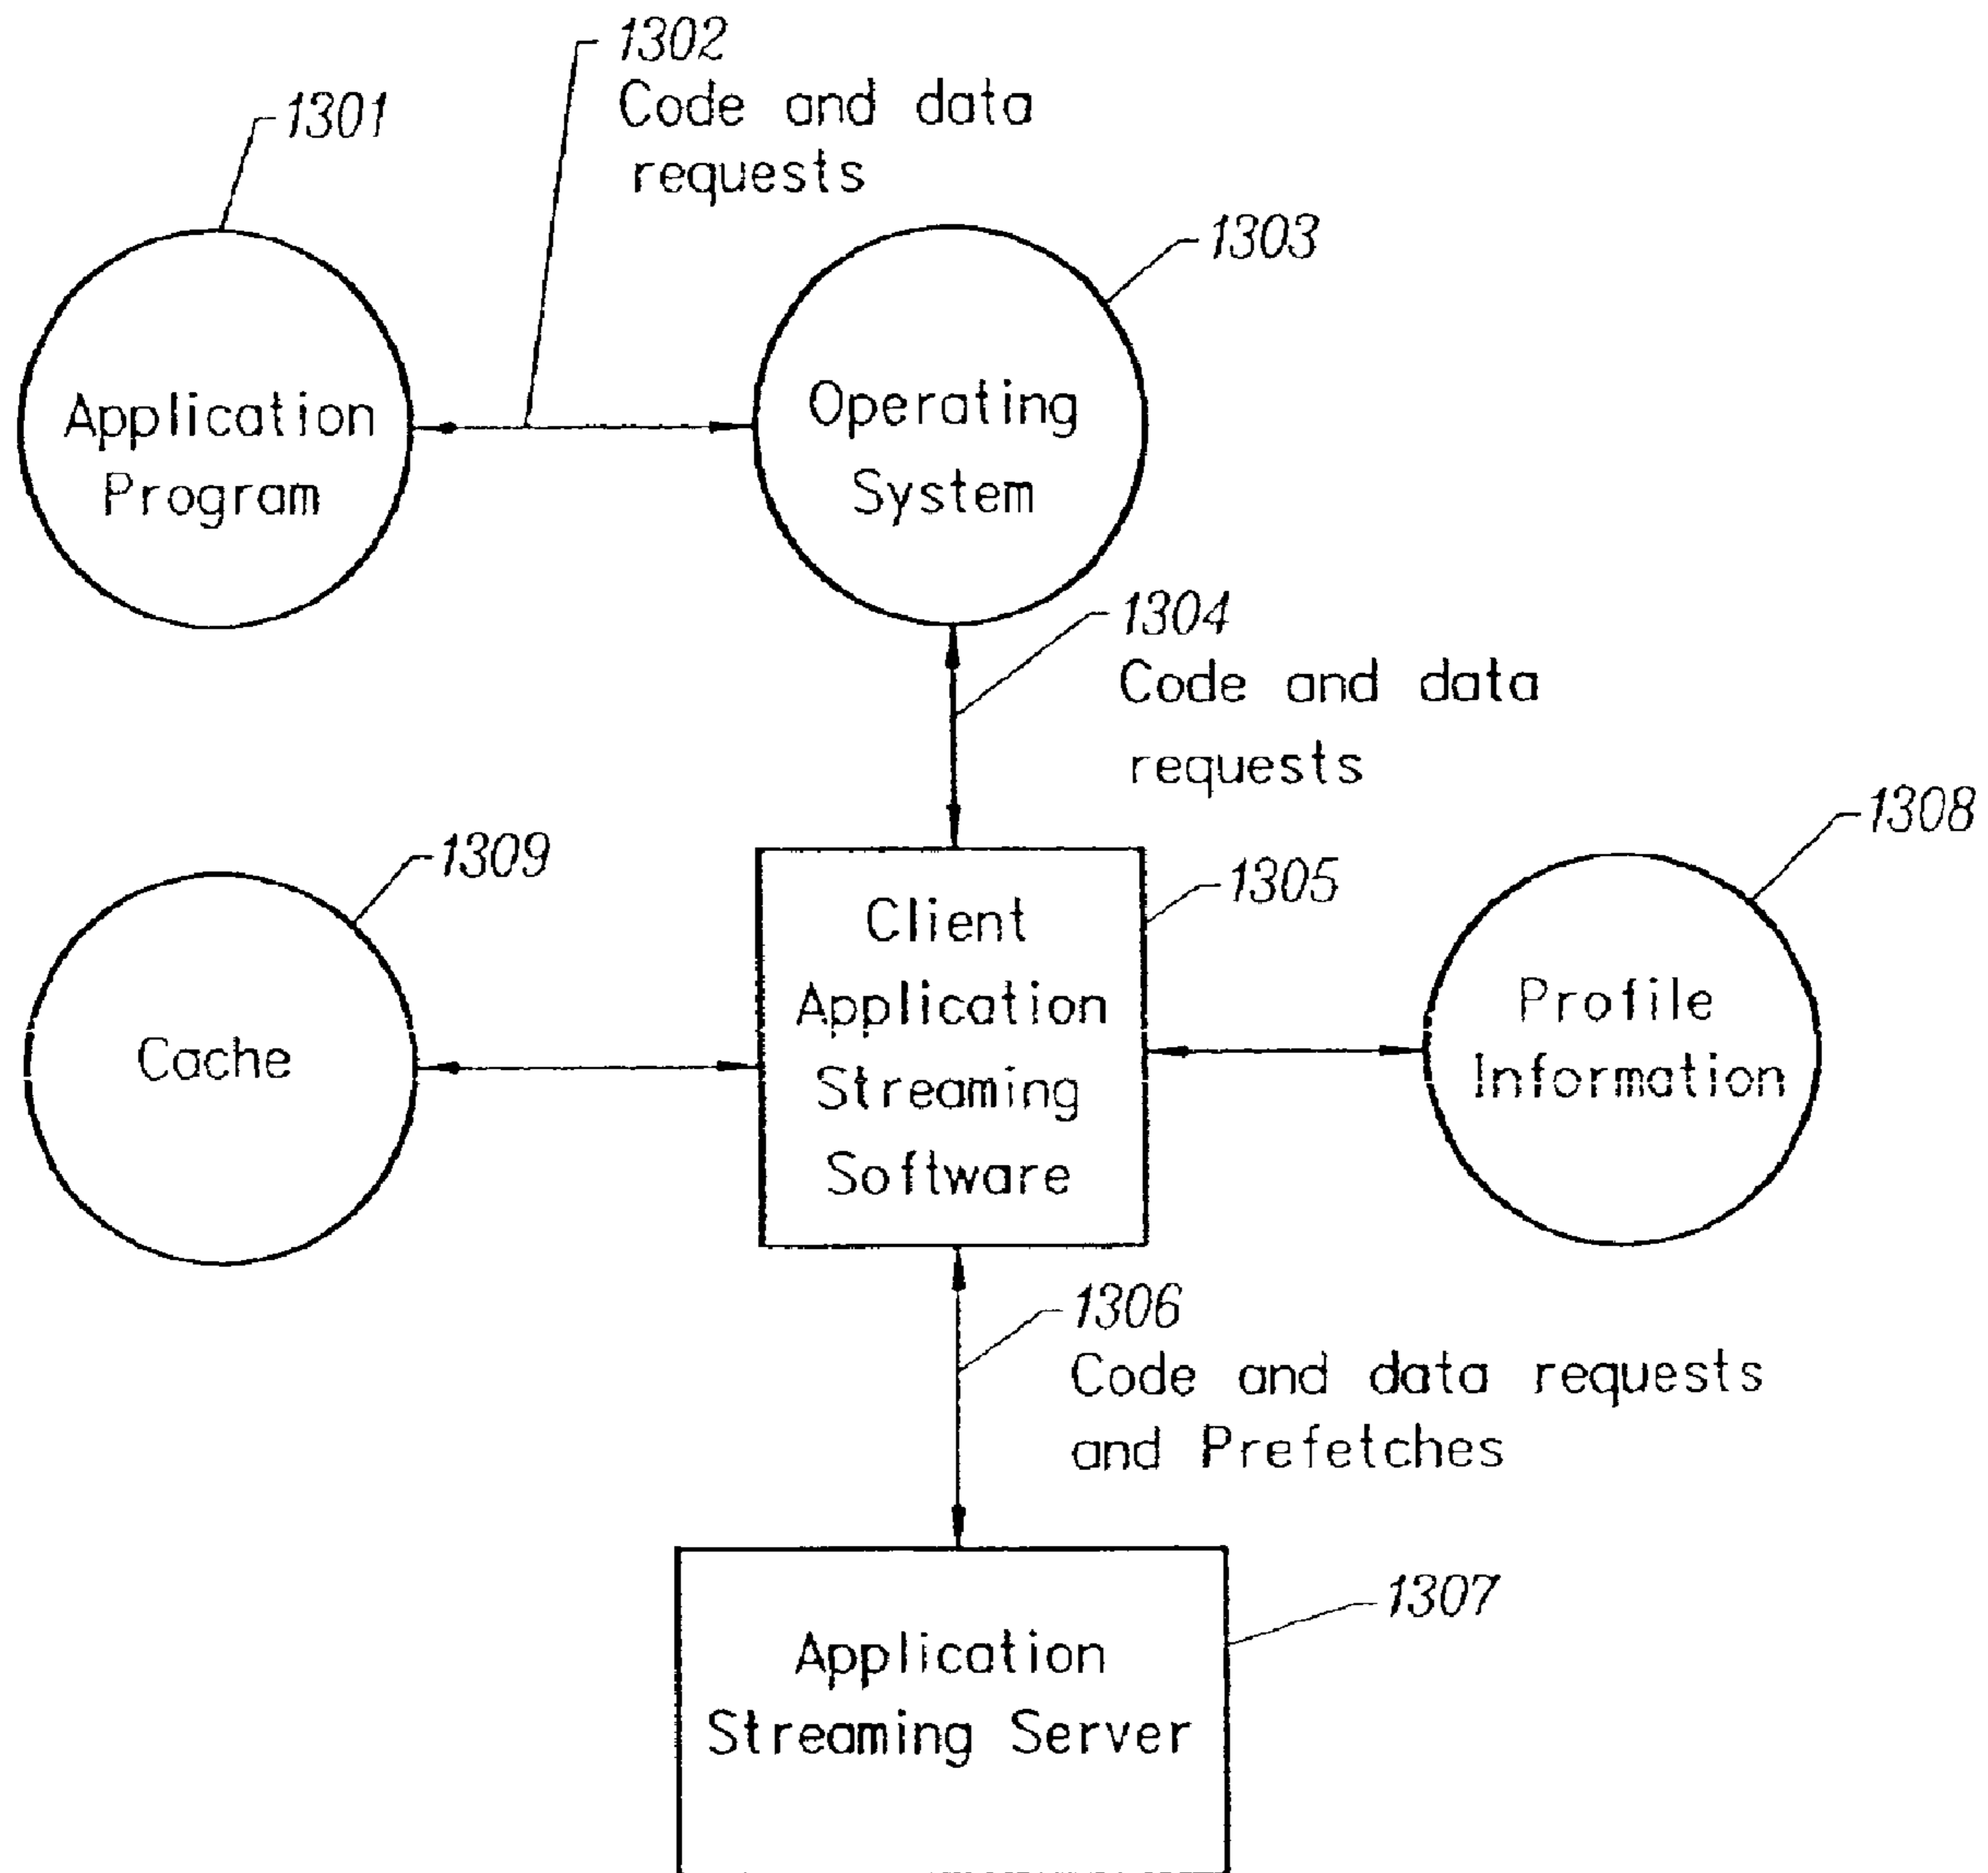 1302
Code and data
requests
1301
1303
Application
Program
Operating
System
1304
Code and data
requests
1308
1309
1305
Client
Application
Streaming
Software
Cache
Profile
Information
1306
Code and data requests
and Prefetches
1307
Application
Streaming Server